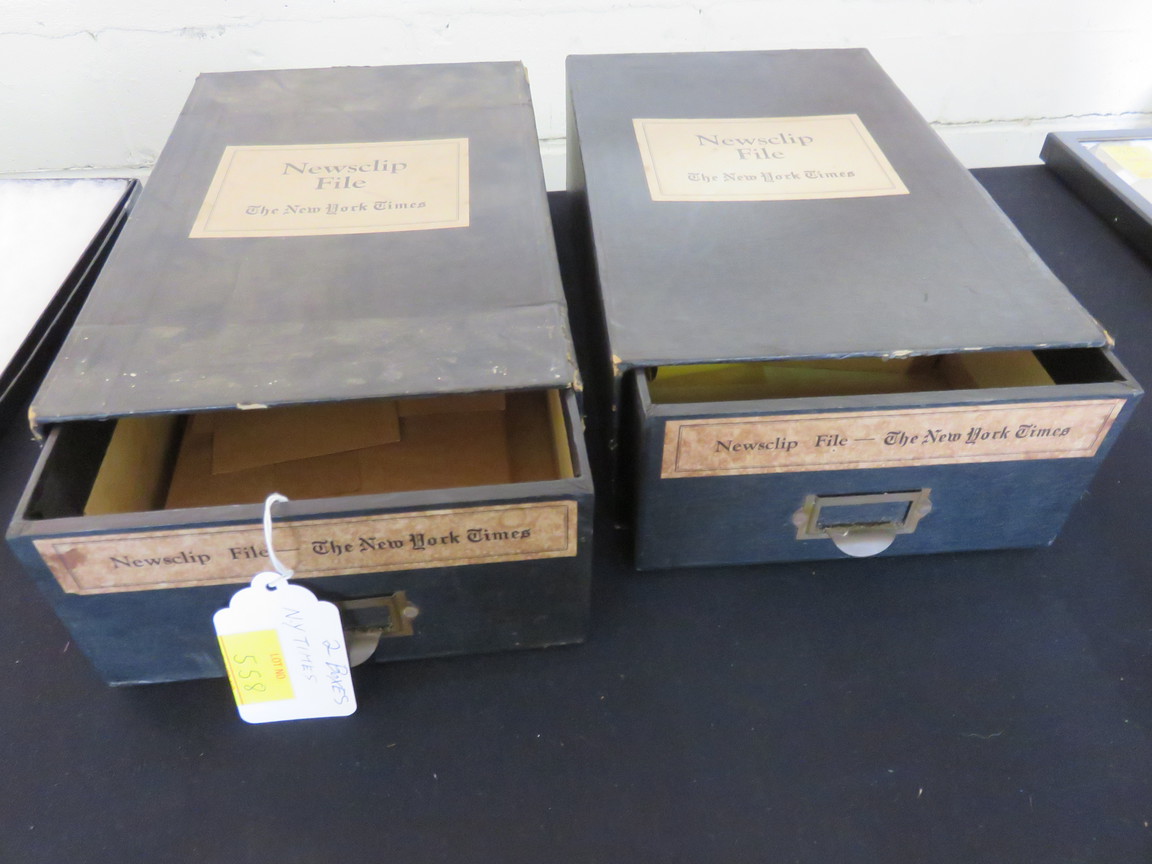 Newsclip
File
The New York Times
Newsclip
File
The New York Times
Newsclip File — The New York Times
Newsclip File — The New York Times
2 BOXES
NY TIMES
LOT NO
558